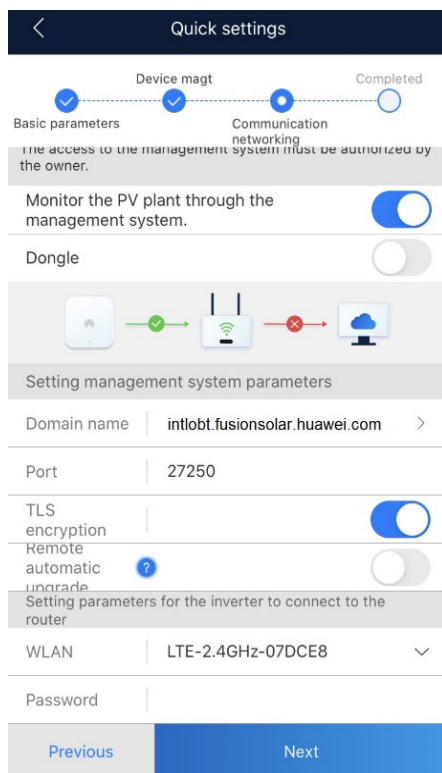 Quick settings
Device magt
Completed
Basic parameters
Communication
networking
The access to the management system must be authorized by
the owner.
Monitor the PV plant through the
management system.
Dongle
Setting management system parameters
Domain name
intlobt.fusionsolar.huawei.com
Port
27250
TLS
encryption
Remote
automatic
upgrade
?
Setting parameters for the inverter to connect to the
router
WLAN
LTE-2.4GHz-07DCE8
Password
Previous
Next